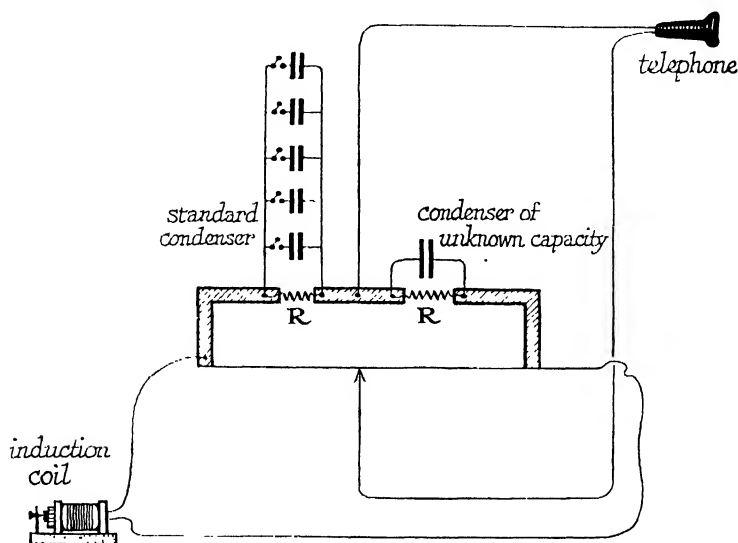 telephone
standard
condenser
condenser of
unknown capacity
R
R
induction
coil